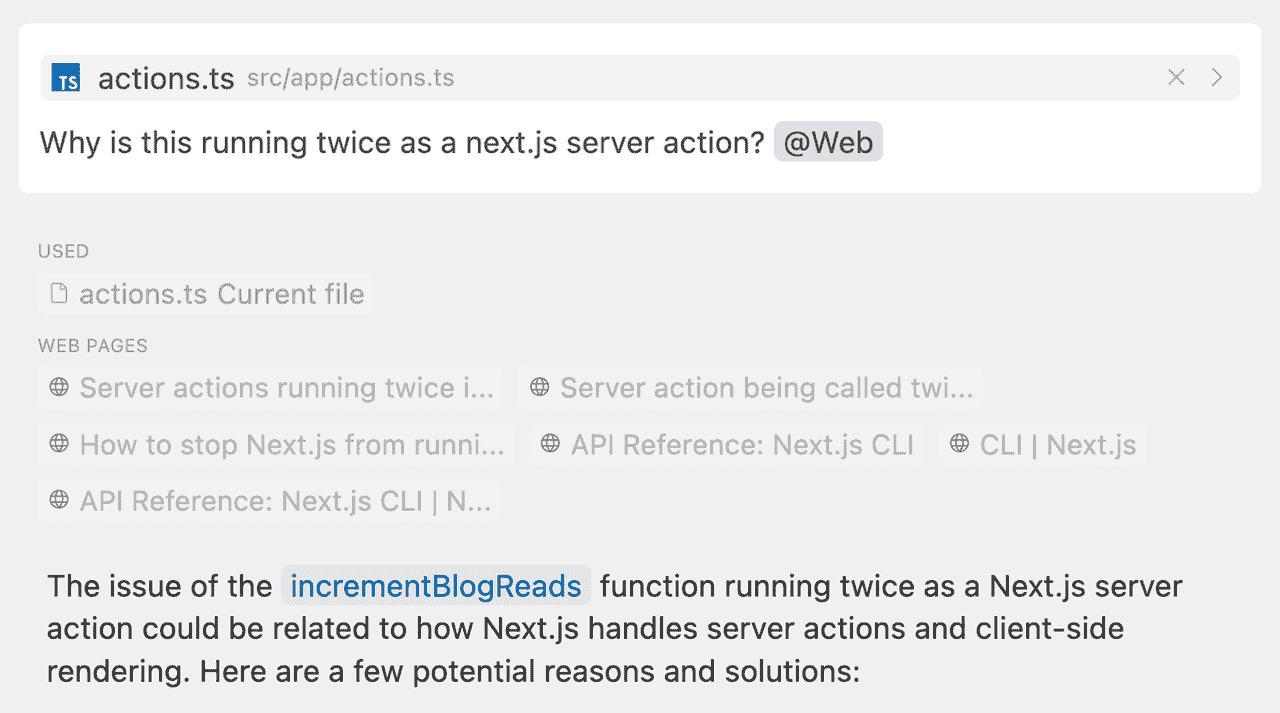 TS actions.ts src/app/actions.ts
Why is this running twice as a next.js server action? @Web
USED
actions.ts Current file
WEB PAGES
Server actions running twice i... Server action being called twi...
How to stop Next.js from runni... API Reference: Next.js CLI CLI | Next.js
API Reference: Next.js CLI | N...
The issue of the incrementBlogReads function running twice as a Next.js server
action could be related to how Next.js handles server actions and client-side
rendering. Here are a few potential reasons and solutions: